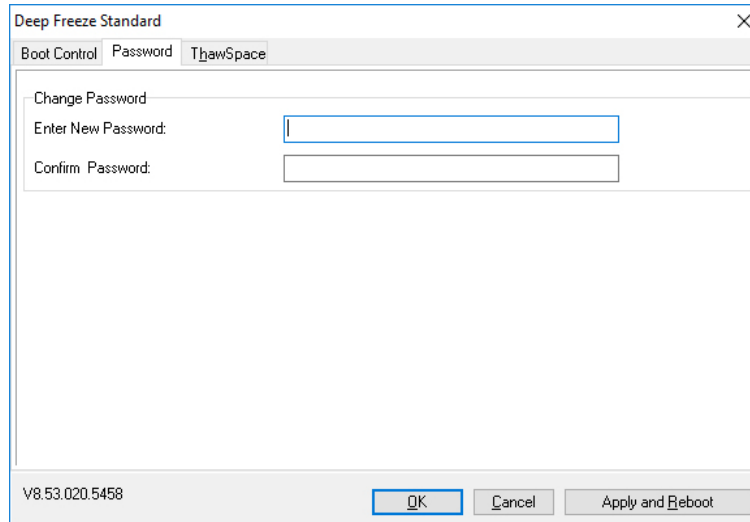 Deep Freeze Standard
Boot Control Password ThawSpace
Change Password
Enter New Password:
Confirm Password:
V8.53.020.5458
OK Cancel Apply and Reboot